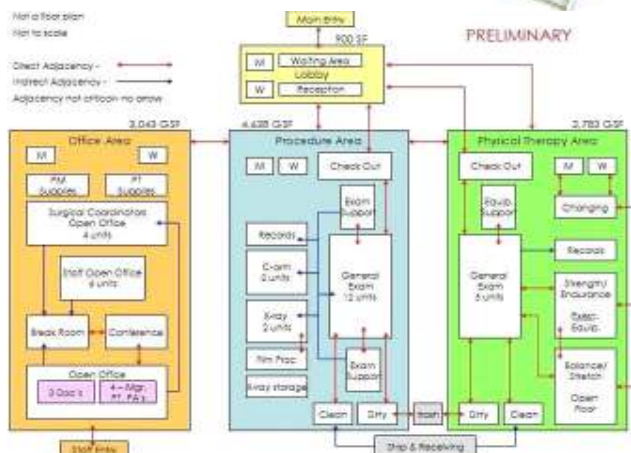 Not a floor plan
Not to scale
Direct Adjacency -
Indirect Adjacency -
Adjacency not critical- no arrow
Main Entry
PRELIMINARY
900 SF
M
Waiting Area
Lobby
W
Reception
3,043 GSF
Office Area
M
W
PM
Supplies
PT
Supplies
Surgical Coordinators
Open Office
4 units
Staff Open Office
6 units
Break Room
Conference
Open Office
3 Doc's
4 - Mgr,
PT, PA's
Staff Entry
4,638 GSF
Procedure Area
M
W
Check Out
Exam
Support
Records
C-arm
2 units
General
Exam
12 units
X-ray
2 units
Film Proc.
Exam
Support
X-ray storage
Clean
Dirty
Trash
Ship & Receiving
2,783 GSF
Physical Therapy Area
Check Out
M
W
Equip.
Support
Changing
Records
General
Exam
5 units
Strength/
Endurance
Equip.
Balance/
Stretch
Open
Floor
Dirty
Clean